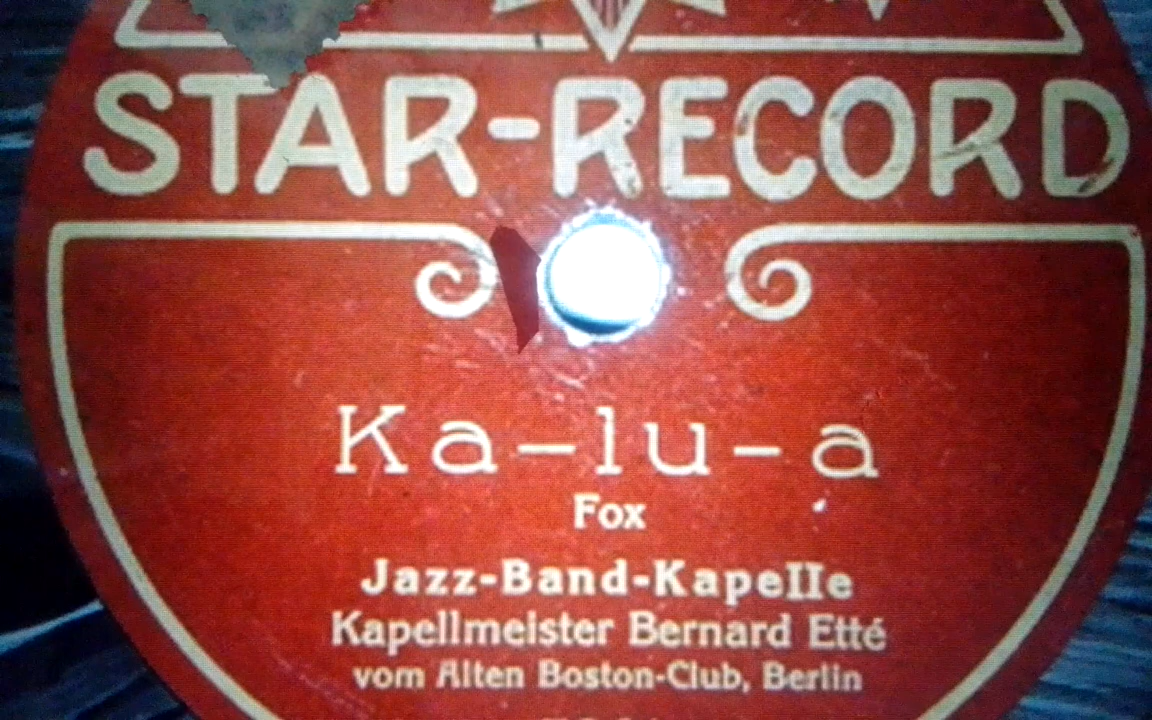 STAR-RECORD
Ka-lu-a
Fox
Jazz-Band-Kapelle
Kapellmeister Bernard Etté
vom Alten Boston-Club, Berlin